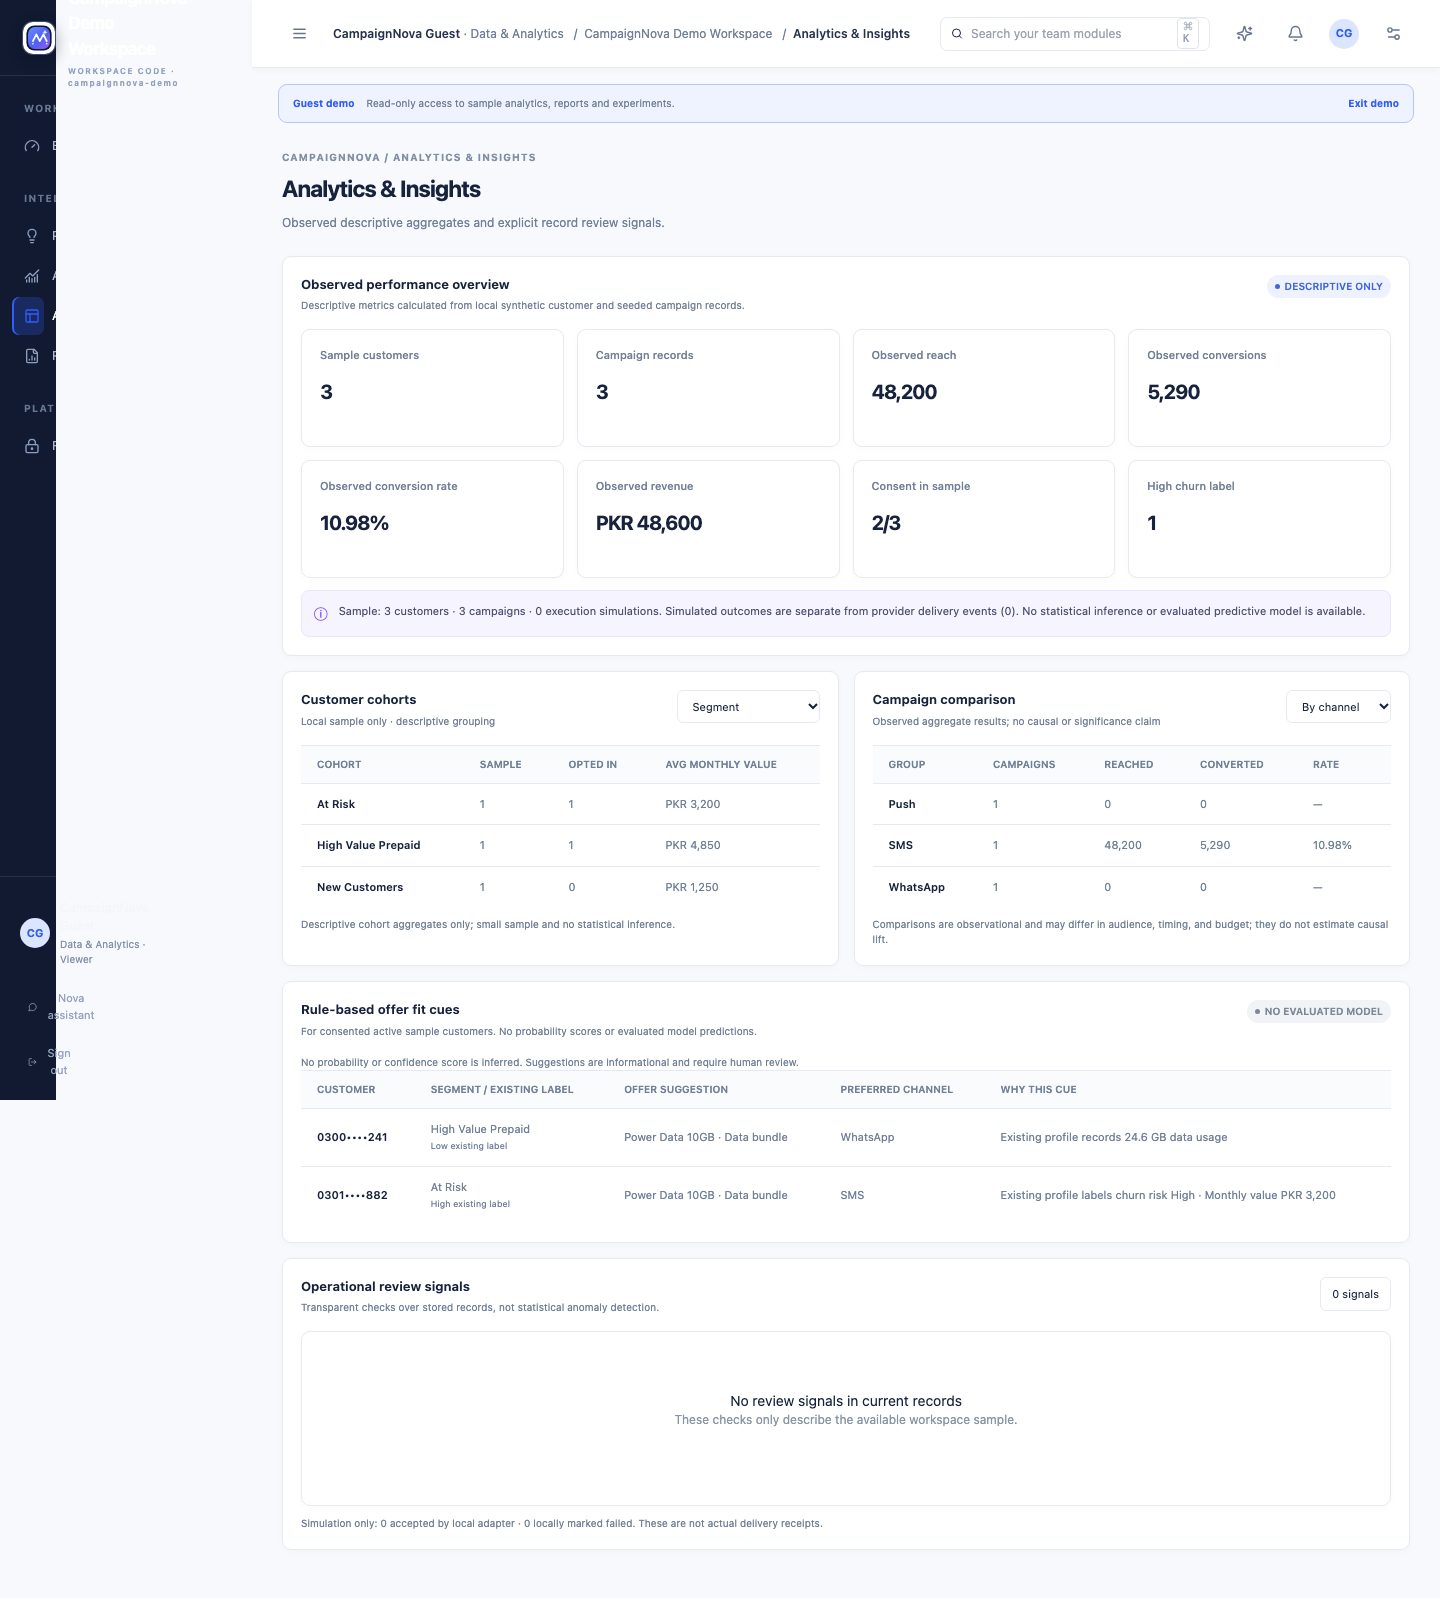 CampaignNova
Demo
Workspace
WORKSPACE CODE ·
campaignnova-demo
WORK
INTEL
PLAT
CG
CampaignNova
Guest
Data & Analytics ·
Viewer
Nova
assistant
Sign
out
CampaignNova Guest · Data & Analytics / CampaignNova Demo Workspace / Analytics & Insights
Search your team modules
⌘
K
CG
Guest demo Read-only access to sample analytics, reports and experiments. Exit demo
CAMPAIGNNOVA / ANALYTICS & INSIGHTS
Analytics & Insights
Observed descriptive aggregates and explicit record review signals.
Observed performance overview
DESCRIPTIVE ONLY
Descriptive metrics calculated from local synthetic customer and seeded campaign records.
Sample customers
3
Campaign records
3
Observed reach
48,200
Observed conversions
5,290
Observed conversion rate
10.98%
Observed revenue
PKR 48,600
Consent in sample
2/3
High churn label
1
Sample: 3 customers · 3 campaigns · 0 execution simulations. Simulated outcomes are separate from provider delivery events (0). No statistical inference or evaluated predictive model is available.
Customer cohorts
Local sample only · descriptive grouping
Segment
COHORT SAMPLE OPTED IN AVG MONTHLY VALUE
At Risk 1 1 PKR 3,200
High Value Prepaid 1 1 PKR 4,850
New Customers 1 0 PKR 1,250
Descriptive cohort aggregates only; small sample and no statistical inference.
Campaign comparison
Observed aggregate results; no causal or significance claim
By channel
GROUP CAMPAIGNS REACHED CONVERTED RATE
Push 1 0 0 —
SMS 1 48,200 5,290 10.98%
WhatsApp 1 0 0 —
Comparisons are observational and may differ in audience, timing, and budget; they do not estimate causal
lift.
Rule-based offer fit cues
NO EVALUATED MODEL
For consented active sample customers. No probability scores or evaluated model predictions.
No probability or confidence score is inferred. Suggestions are informational and require human review.
CUSTOMER SEGMENT / EXISTING LABEL OFFER SUGGESTION PREFERRED CHANNEL WHY THIS CUE
0300••••241 High Value Prepaid Power Data 10GB · Data bundle WhatsApp Existing profile records 24.6 GB data usage
Low existing label
0301••••882 At Risk Power Data 10GB · Data bundle SMS Existing profile labels churn risk High · Monthly value PKR 3,200
High existing label
Operational review signals
0 signals
Transparent checks over stored records, not statistical anomaly detection.
No review signals in current records
These checks only describe the available workspace sample.
Simulation only: 0 accepted by local adapter · 0 locally marked failed. These are not actual delivery receipts.